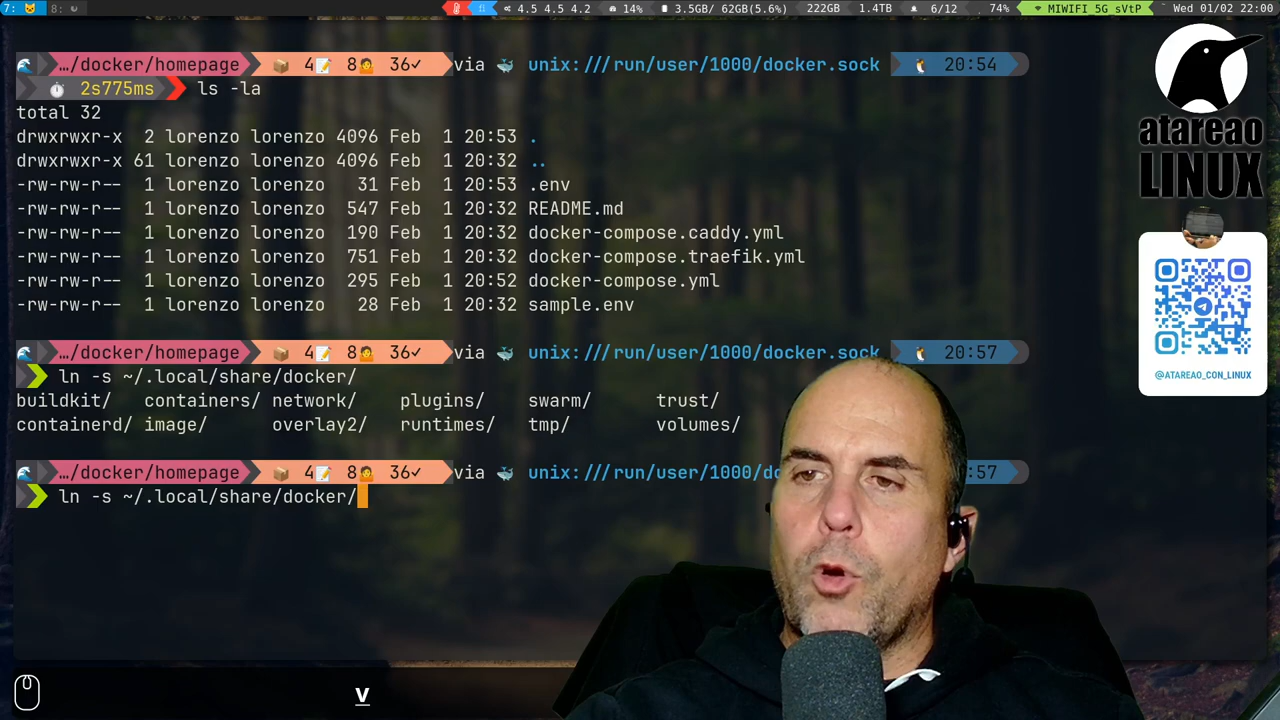 7: 8: 4.5 4.5 4.2 14% 3.5GB/ 62GB(5.6%) 222GB 1.4TB 6/12 74% MIWIFI_5G_sVtP Wed 01/02 22:00
…/docker/homepage 4 8 36✓ via unix:///run/user/1000/docker.sock 20:54
2s775ms ls -la
total 32
drwxrwxr-x 2 lorenzo lorenzo 4096 Feb 1 20:53 .
drwxrwxr-x 61 lorenzo lorenzo 4096 Feb 1 20:32 ..
-rw-rw-r-- 1 lorenzo lorenzo 31 Feb 1 20:53 .env
-rw-rw-r-- 1 lorenzo lorenzo 547 Feb 1 20:32 README.md
-rw-rw-r-- 1 lorenzo lorenzo 190 Feb 1 20:32 docker-compose.caddy.yml
-rw-rw-r-- 1 lorenzo lorenzo 751 Feb 1 20:32 docker-compose.traefik.yml
-rw-rw-r-- 1 lorenzo lorenzo 295 Feb 1 20:52 docker-compose.yml
-rw-rw-r-- 1 lorenzo lorenzo 28 Feb 1 20:32 sample.env
…/docker/homepage 4 8 36✓ via unix:///run/user/1000/docker.sock 20:57
ln -s ~/.local/share/docker/
buildkit/ containers/ network/ plugins/ swarm/ trust/
containerd/ image/ overlay2/ runtimes/ tmp/ volumes/
…/docker/homepage 4 8 36✓ via unix:///run/user/1000/do :57
ln -s ~/.local/share/docker/
v
atareao
LINUX
@ATAREAO_CON_LINUX